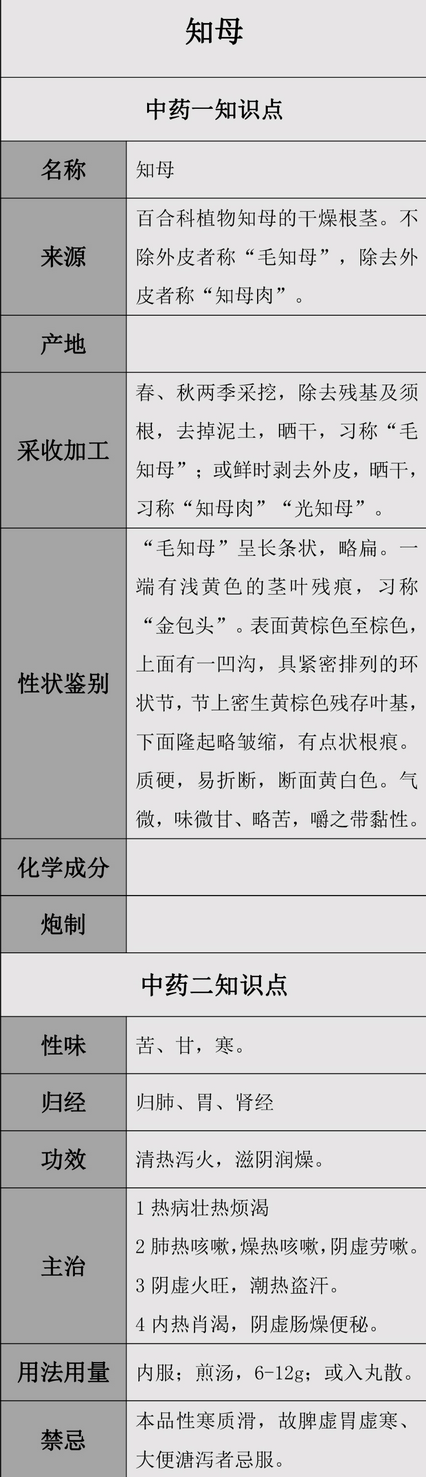 知母
中药一知识点
名称
知母
来源
百合科植物知母的干燥根茎。不
除外皮者称“毛知母”，除去外
皮者称“知母肉”。
产地
采收加工
春、秋两季采挖，除去残基及须
根，去掉泥土，晒干，习称“毛
知母”；或鲜时剥去外皮，晒干，
习称“知母肉”“光知母”。
性状鉴别
“毛知母”呈长条状，略扁。一
端有浅黄色的茎叶残痕，习称
“金包头”。表面黄棕色至棕色，
上面有一凹沟，具紧密排列的环
状节，节上密生黄棕色残存叶基，
下面隆起略皱缩，有点状根痕。
质硬，易折断，断面黄白色。气
微，味微甘、略苦，嚼之带黏性。
化学成分
炮制
中药二知识点
性味
苦、甘，寒。
归经
归肺、胃、肾经
功效
清热泻火，滋阴润燥。
主治
1 热病壮热烦渴
2 肺热咳嗽，燥热咳嗽，阴虚劳嗽。
3 阴虚火旺，潮热盗汗。
4 内热肖渴，阴虚肠燥便秘。
用法用量
内服；煎汤，6-12g；或入丸散。
禁忌
本品性寒质滑，故脾虚胃虚寒、
大便溏泻者忌服。